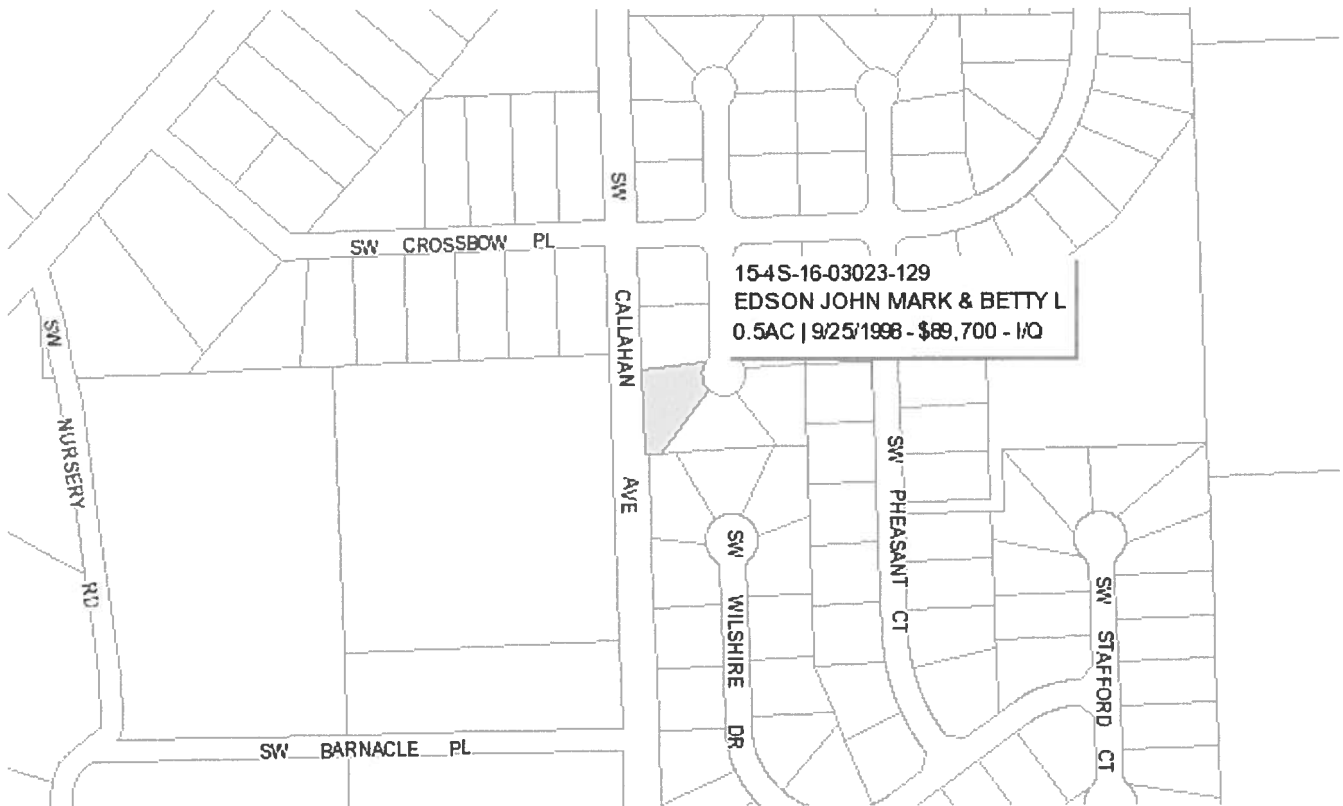 SW CALLAHAN AVE
SW CROSSBOW PL
15-4S-16-03023-129
EDSON JOHN MARK & BETTY L
0.5AC | 9/25/1998 - $89,700 - I/Q
SW NURSERY RD
SW PHEASANT CT
SW WILSHIRE DR
SW STAFFORD CT
SW BARNACLE PL